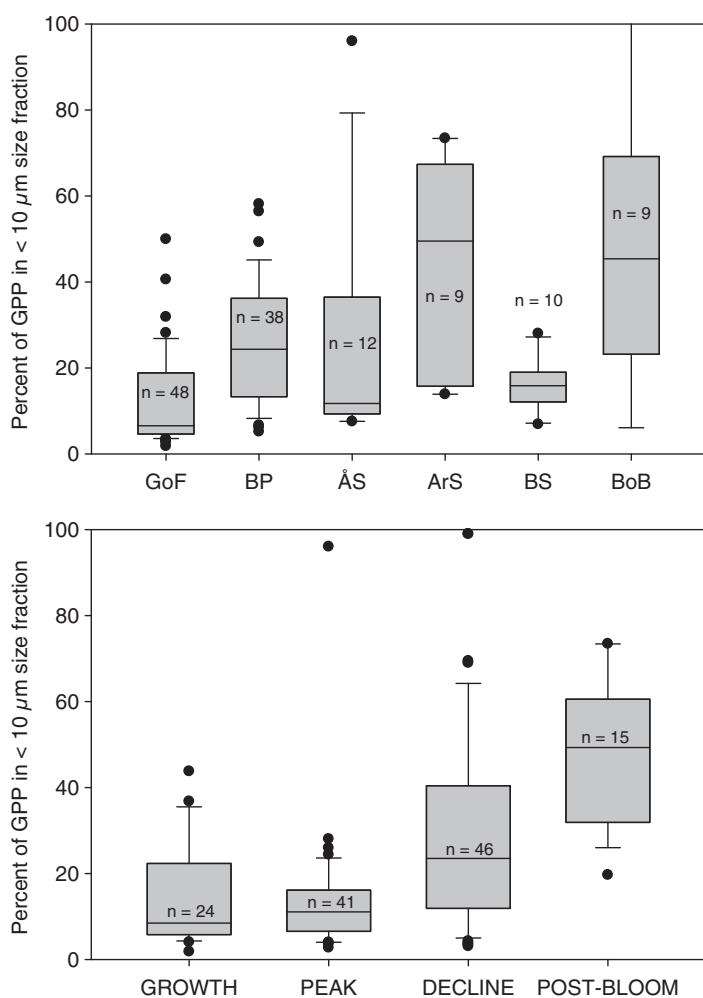 100
80
60
40
20
0
Percent of GPP in < 10 µm size fraction
n = 48
n = 38
n = 12
n = 9
n = 10
n = 9
GoF BP ÅS ArS BS BoB
100
80
60
40
20
0
Percent of GPP in < 10 µm size fraction
n = 24
n = 41
n = 46
n = 15
GROWTH PEAK DECLINE POST-BLOOM